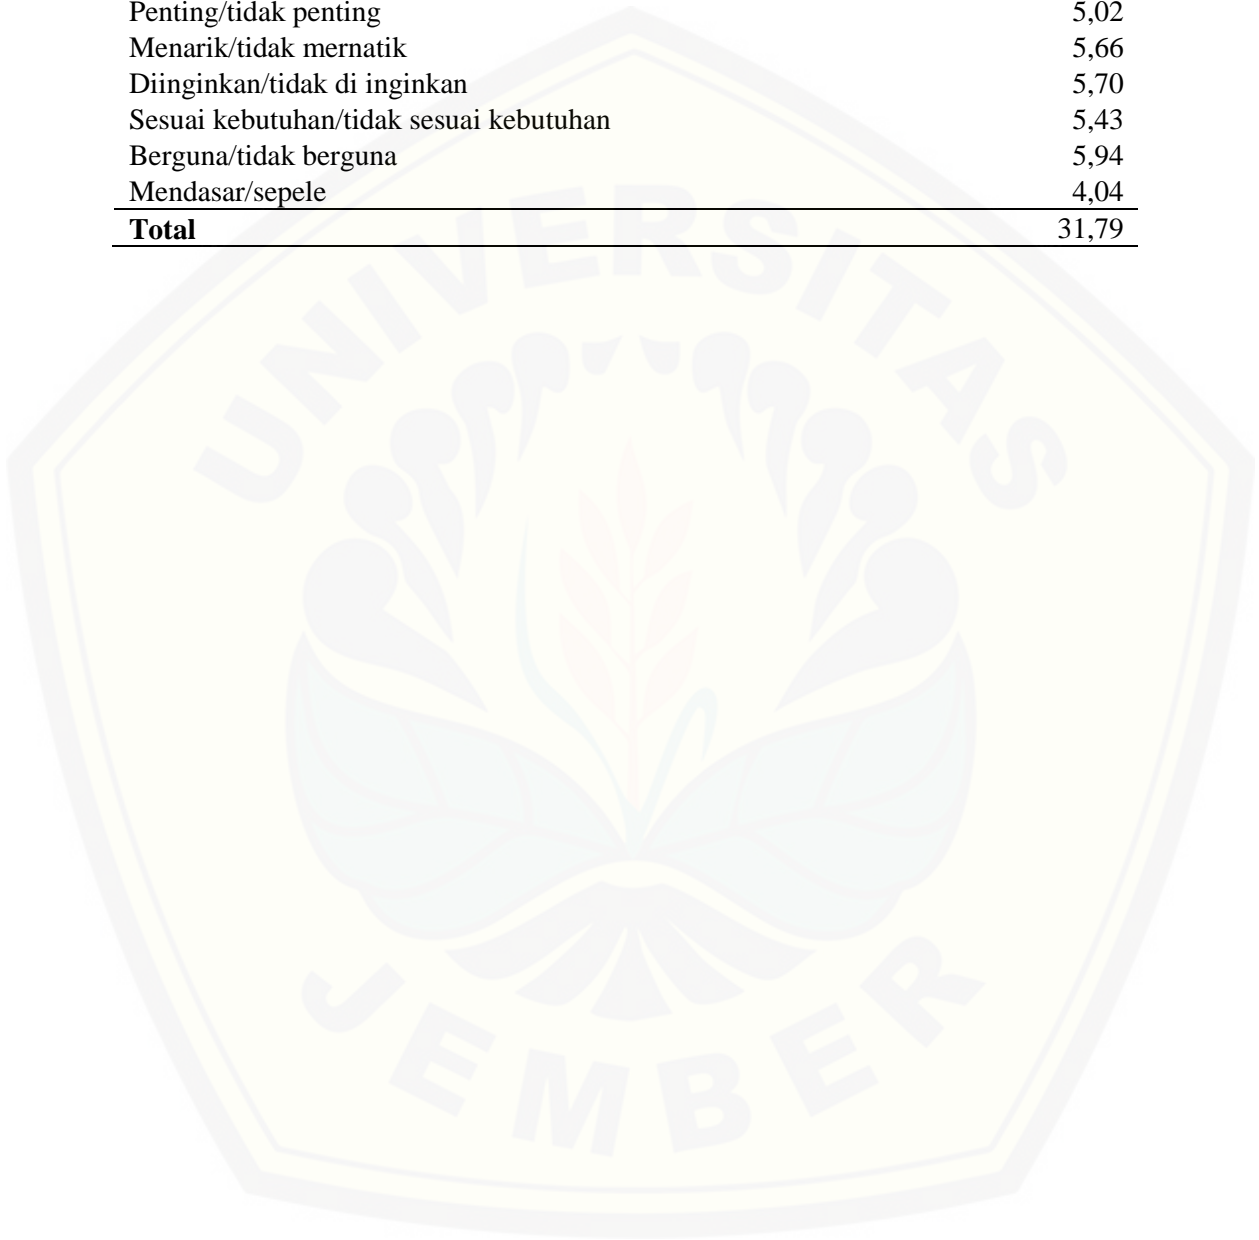 Penting/tidak penting 5,02
Menarik/tidak mernatik 5,66
Diinginkan/tidak di inginkan 5,70
Sesuai kebutuhan/tidak sesuai kebutuhan 5,43
Berguna/tidak berguna 5,94
Mendasar/sepele 4,04
Total 31,79
UNIVERSITAS
JEMBER